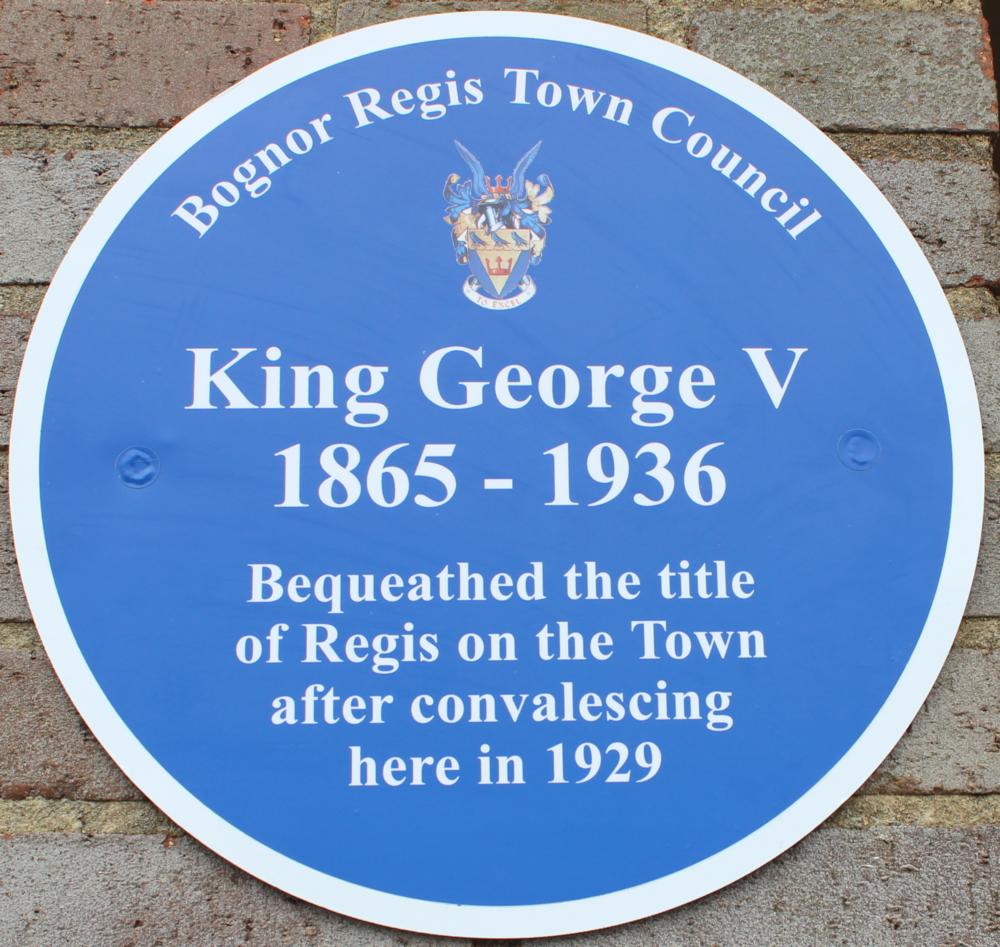 Bognor Regis Town Council
TO EXCEL
King George V
1865 - 1936
Bequeathed the title
of Regis on the Town
after convalescing
here in 1929